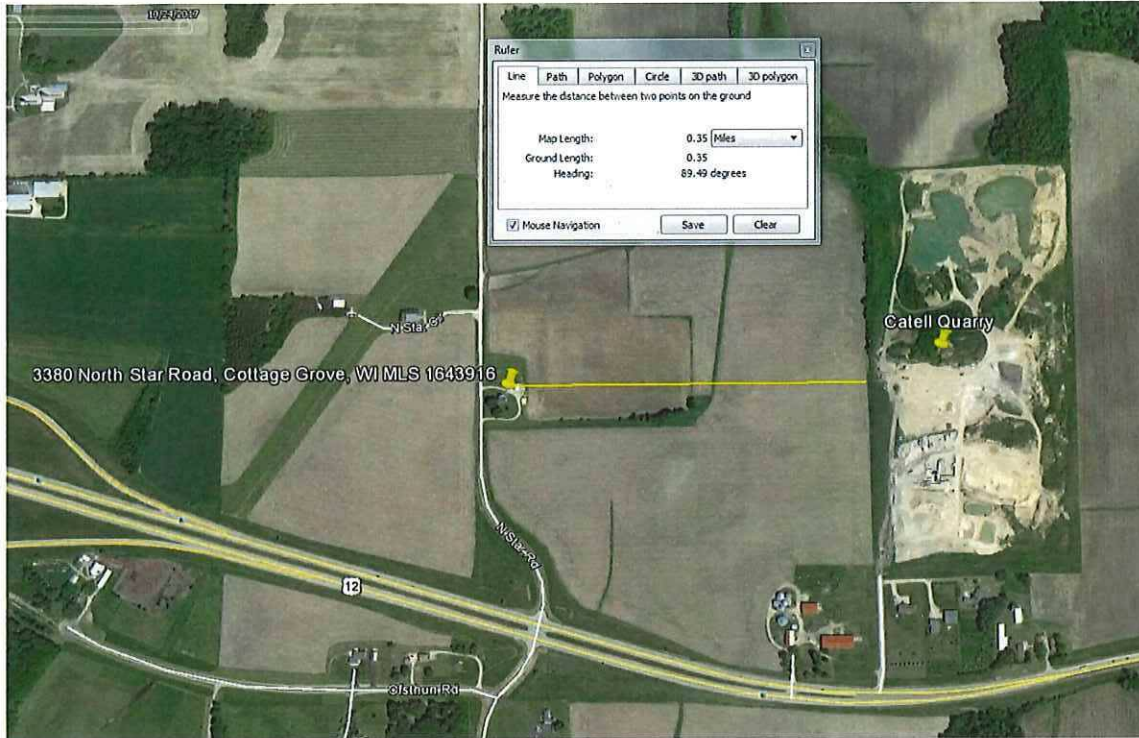 10/24/2017
Ruler
Line Path Polygon Circle 3D path 3D polygon
Measure the distance between two points on the ground
Map Length: 0.35 Miles
Ground Length: 0.35
Heading: 89.49 degrees
Mouse Navigation Save Clear
N Star
Catell Quarry
3380 North Star Road, Cottage Grove, WI MLS 1643916
N Star Rd
12
Rd